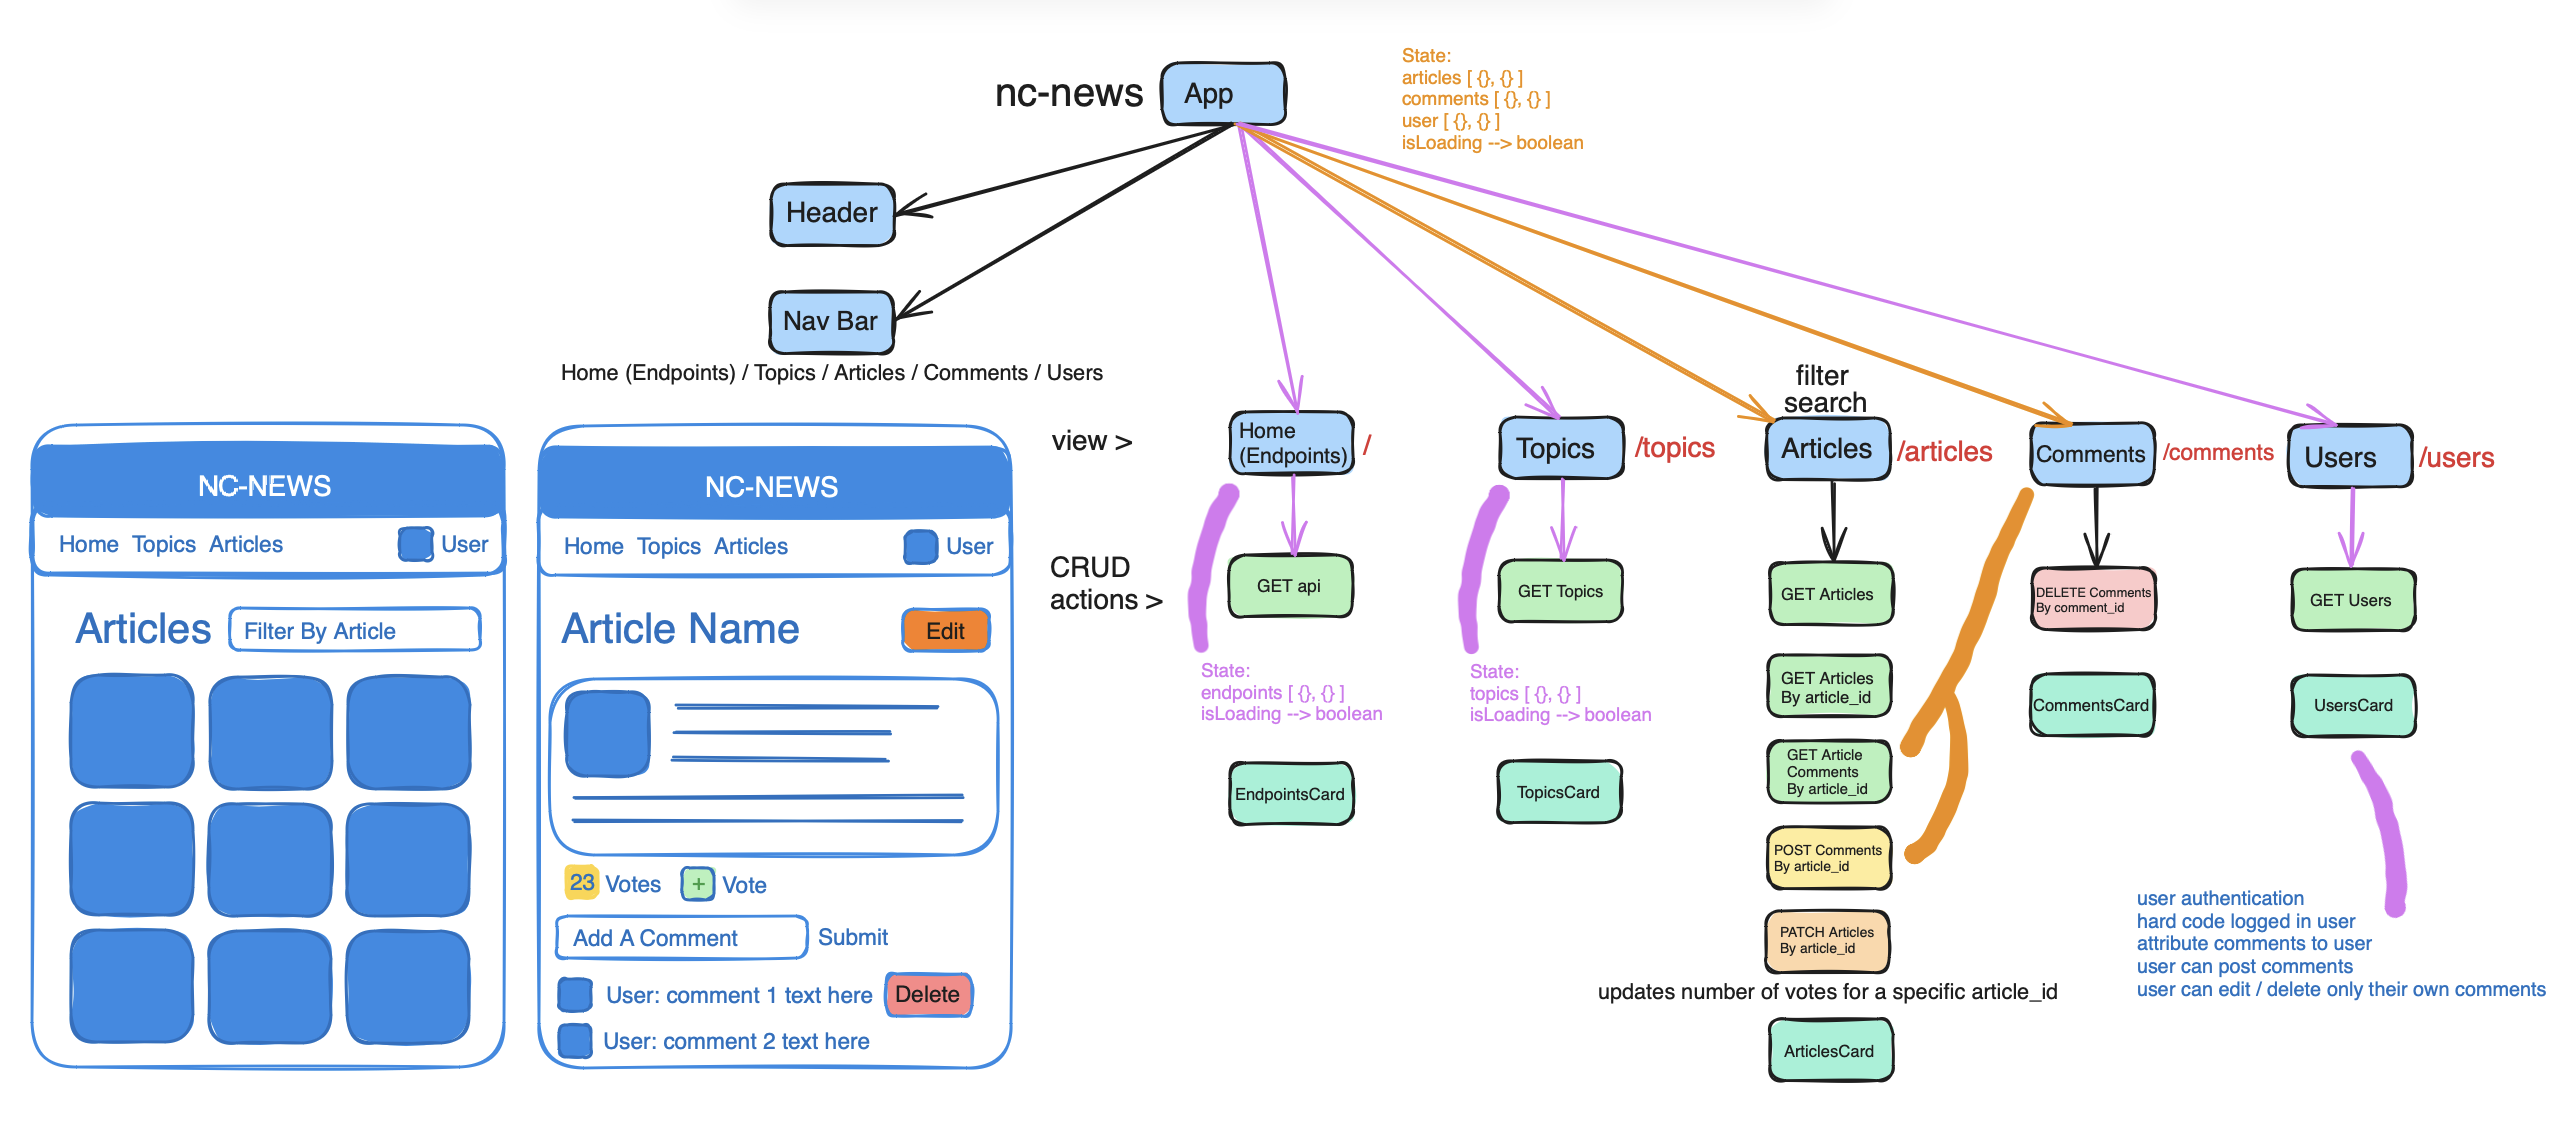 nc-news
App
State:
articles [ {}, {} ]
comments [ {}, {} ]
user [ {}, {} ]
isLoading --> boolean
Header
Nav Bar
Home (Endpoints) / Topics / Articles / Comments / Users
NC-NEWS
Home Topics Articles
User
Articles
Filter By Article
NC-NEWS
Home Topics Articles
User
Article Name
Edit
23 Votes
+ Vote
Add A Comment
Submit
User: comment 1 text here
Delete
User: comment 2 text here
view >
CRUD
actions >
Home
(Endpoints)
/
GET api
State:
endpoints [ {}, {} ]
isLoading --> boolean
EndpointsCard
Topics
/topics
GET Topics
State:
topics [ {}, {} ]
isLoading --> boolean
TopicsCard
filter
search
Articles
/articles
GET Articles
GET Articles
By article_id
GET Article
Comments
By article_id
POST Comments
By article_id
PATCH Articles
By article_id
updates number of votes for a specific article_id
ArticlesCard
Comments
/comments
DELETE Comments
By comment_id
CommentsCard
Users
/users
GET Users
UsersCard
user authentication
hard code logged in user
attribute comments to user
user can post comments
user can edit / delete only their own comments